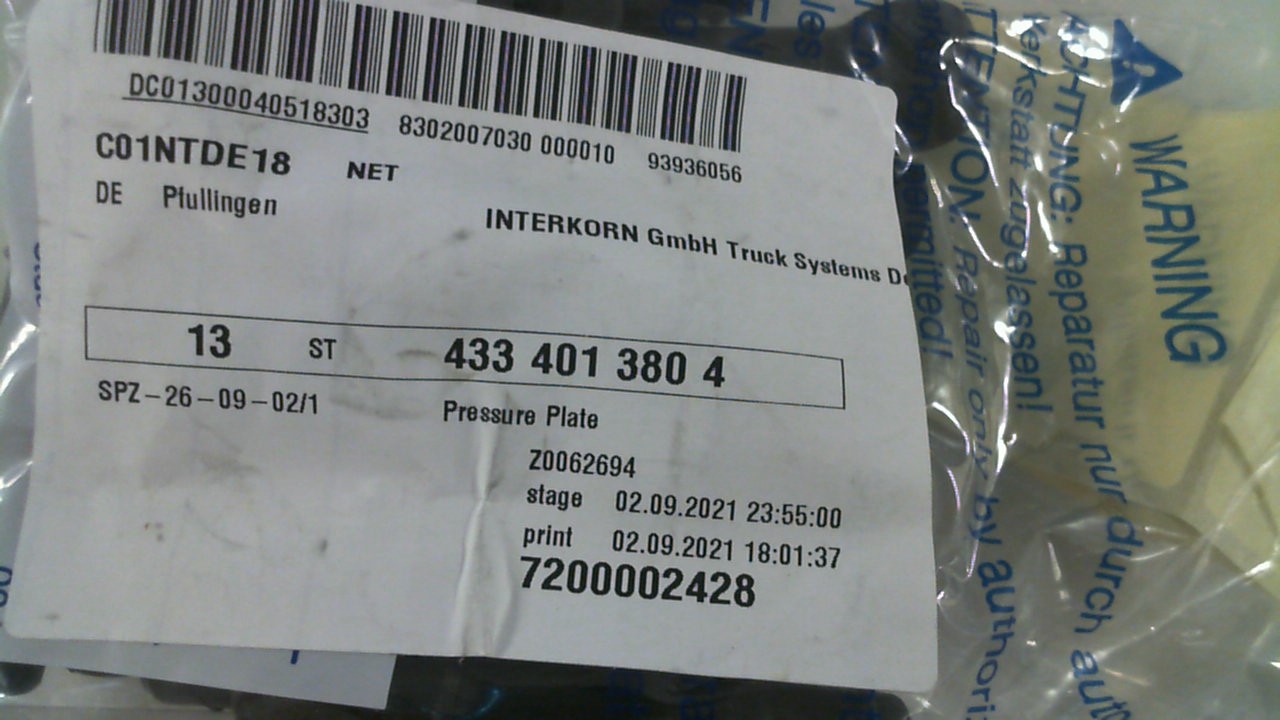 DC01300040518303 8302007030 000010 93936056
C01NTDE18 NET
DE Pfullingen
INTERKORN GmbH Truck Systems
13 ST 433 401 380 4
SPZ-26-09-02/1 Pressure Plate
Z0062694
stage 02.09.2021 23:55:00
print 02.09.2021 18:01:37
7200002428
WARNING
ACHTUNG: Reparatur nur durch
Werkstatt zugelassen!
ATTENTION: Repair only by
permitted!